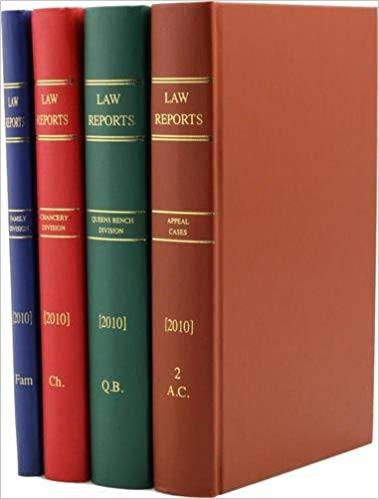 LAW
REPORTS
FAMILY
DIVISION
[2010]
Fam
LAW
REPORTS
CHANCERY
DIVISION
[2010]
Ch.
LAW
REPORTS
QUEENS BENCH
DIVISION
[2010]
Q.B.
LAW
REPORTS
APPEAL
CASES
[2010]
2
A.C.